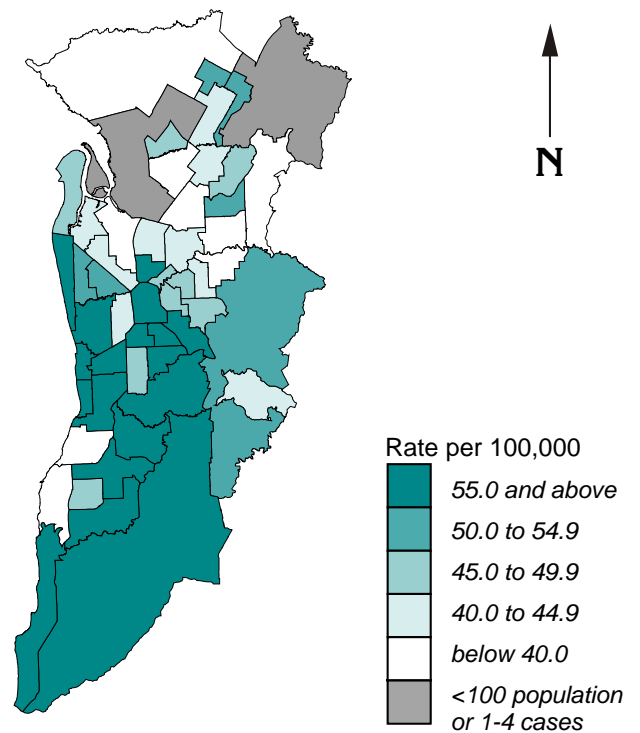 N
Rate per 100,000
55.0 and above
50.0 to 54.9
45.0 to 49.9
40.0 to 44.9
below 40.0
<100 population
or 1-4 cases